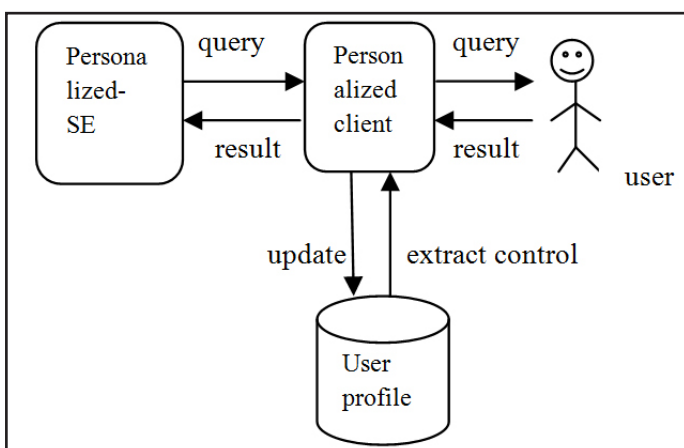 Persona
lized-
SE
query
result
Person
alized
client
query
result
user
update
extract control
User
profile